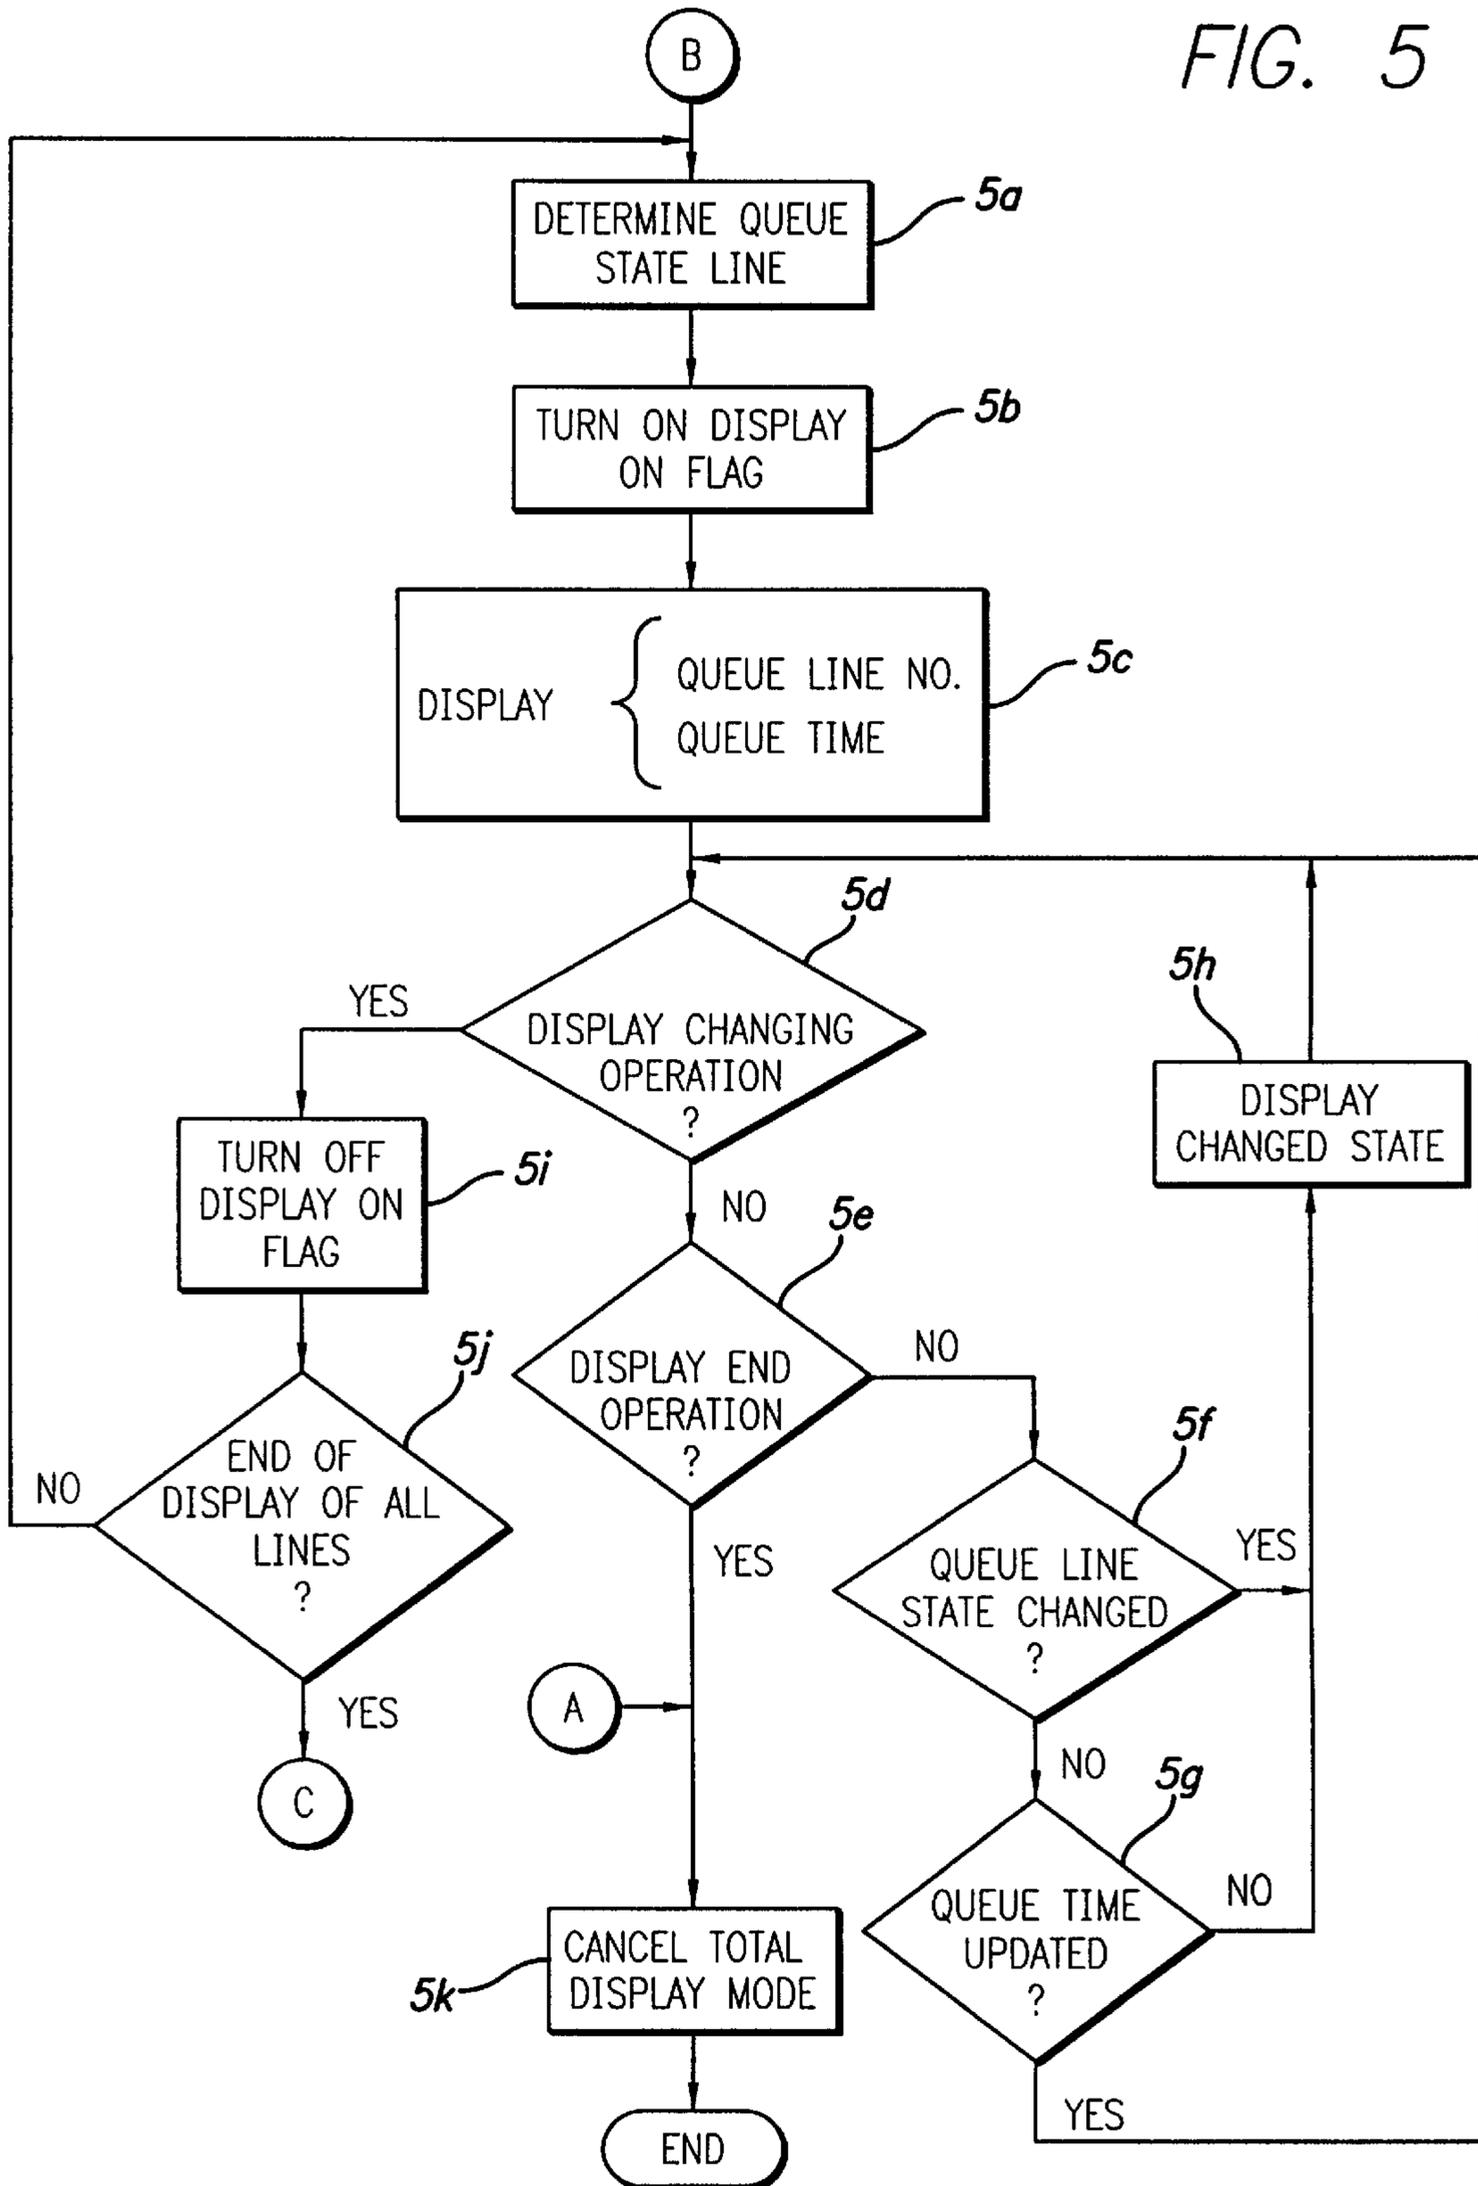 FIG. 5
B
DETERMINE QUEUE
STATE LINE
5a
TURN ON DISPLAY
ON FLAG
5b
DISPLAY { QUEUE LINE NO.
QUEUE TIME
5c
5d
DISPLAY CHANGING
OPERATION
?
YES
NO
5h
DISPLAY
CHANGED STATE
TURN OFF
DISPLAY ON
FLAG
5i
5e
DISPLAY END
OPERATION
?
NO
YES
5j
END OF
DISPLAY OF ALL
LINES
?
NO
YES
C
5f
QUEUE LINE
STATE CHANGED
?
YES
NO
A
5g
QUEUE TIME
UPDATED
?
NO
YES
CANCEL TOTAL
DISPLAY MODE
5k
END